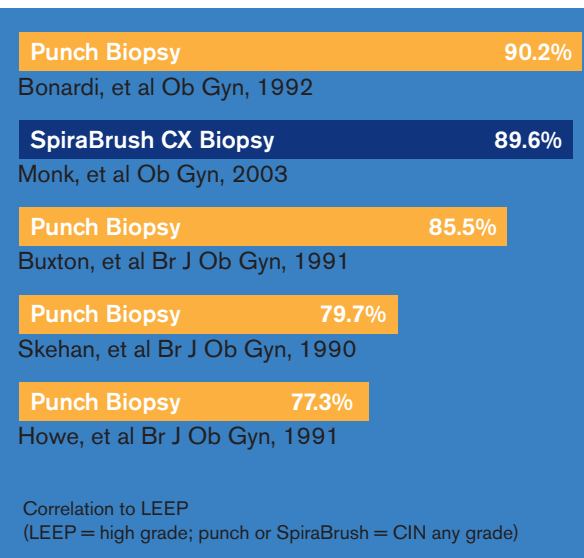 Punch Biopsy 90.2%
Bonardi, et al Ob Gyn, 1992
SpiraBrush CX Biopsy 89.6%
Monk, et al Ob Gyn, 2003
Punch Biopsy 85.5%
Buxton, et al Br J Ob Gyn, 1991
Punch Biopsy 79.7%
Skehan, et al Br J Ob Gyn, 1990
Punch Biopsy 77.3%
Howe, et al Br J Ob Gyn, 1991
Correlation to LEEP
(LEEP = high grade; punch or SpiraBrush = CIN any grade)